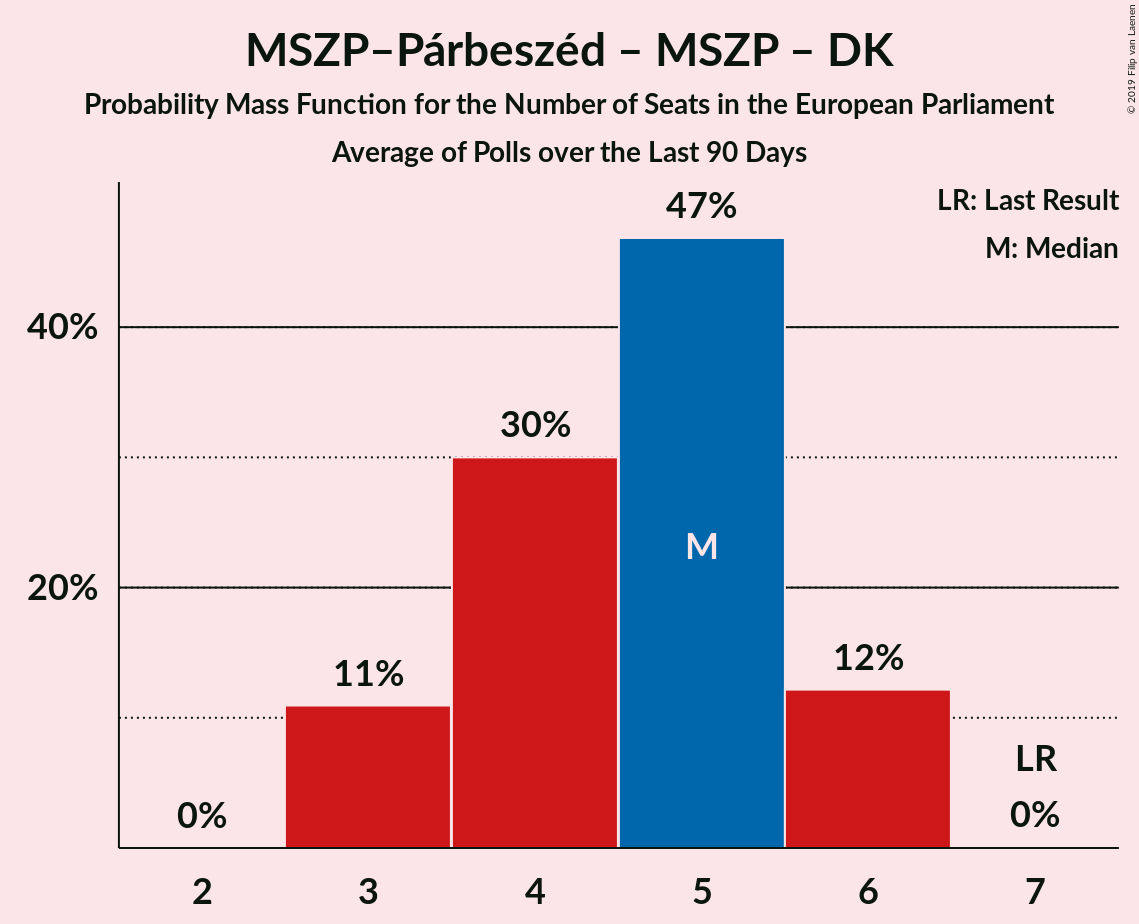 MSZP–Párbeszéd – MSZP – DK
Probability Mass Function for the Number of Seats in the European Parliament
Average of Polls over the Last 90 Days
© 2019 Filip van Laenen
LR: Last Result
M: Median
47%
40%
30%
M
20%
12%
11%
LR
0%
0%
2 3 4 5 6 7